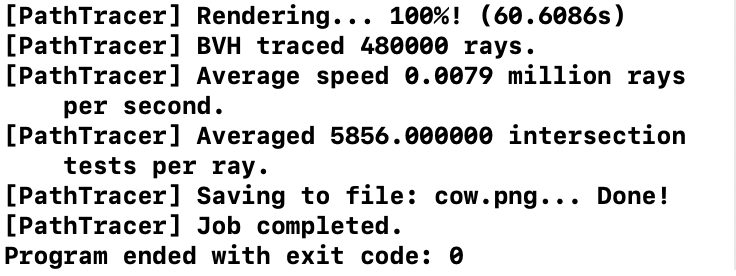 [PathTracer] Rendering... 100%! (60.6086s)
[PathTracer] BVH traced 480000 rays.
[PathTracer] Average speed 0.0079 million rays
per second.
[PathTracer] Averaged 5856.000000 intersection
tests per ray.
[PathTracer] Saving to file: cow.png... Done!
[PathTracer] Job completed.
Program ended with exit code: 0